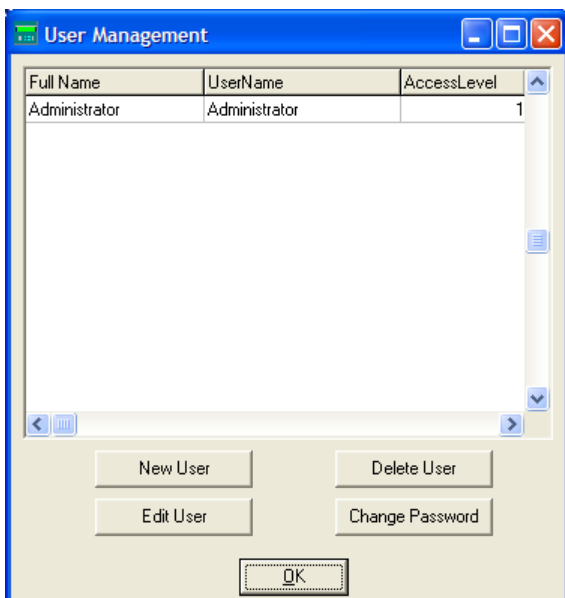 User Management
Full Name UserName AccessLevel
Administrator Administrator 1
New User Delete User
Edit User Change Password
OK